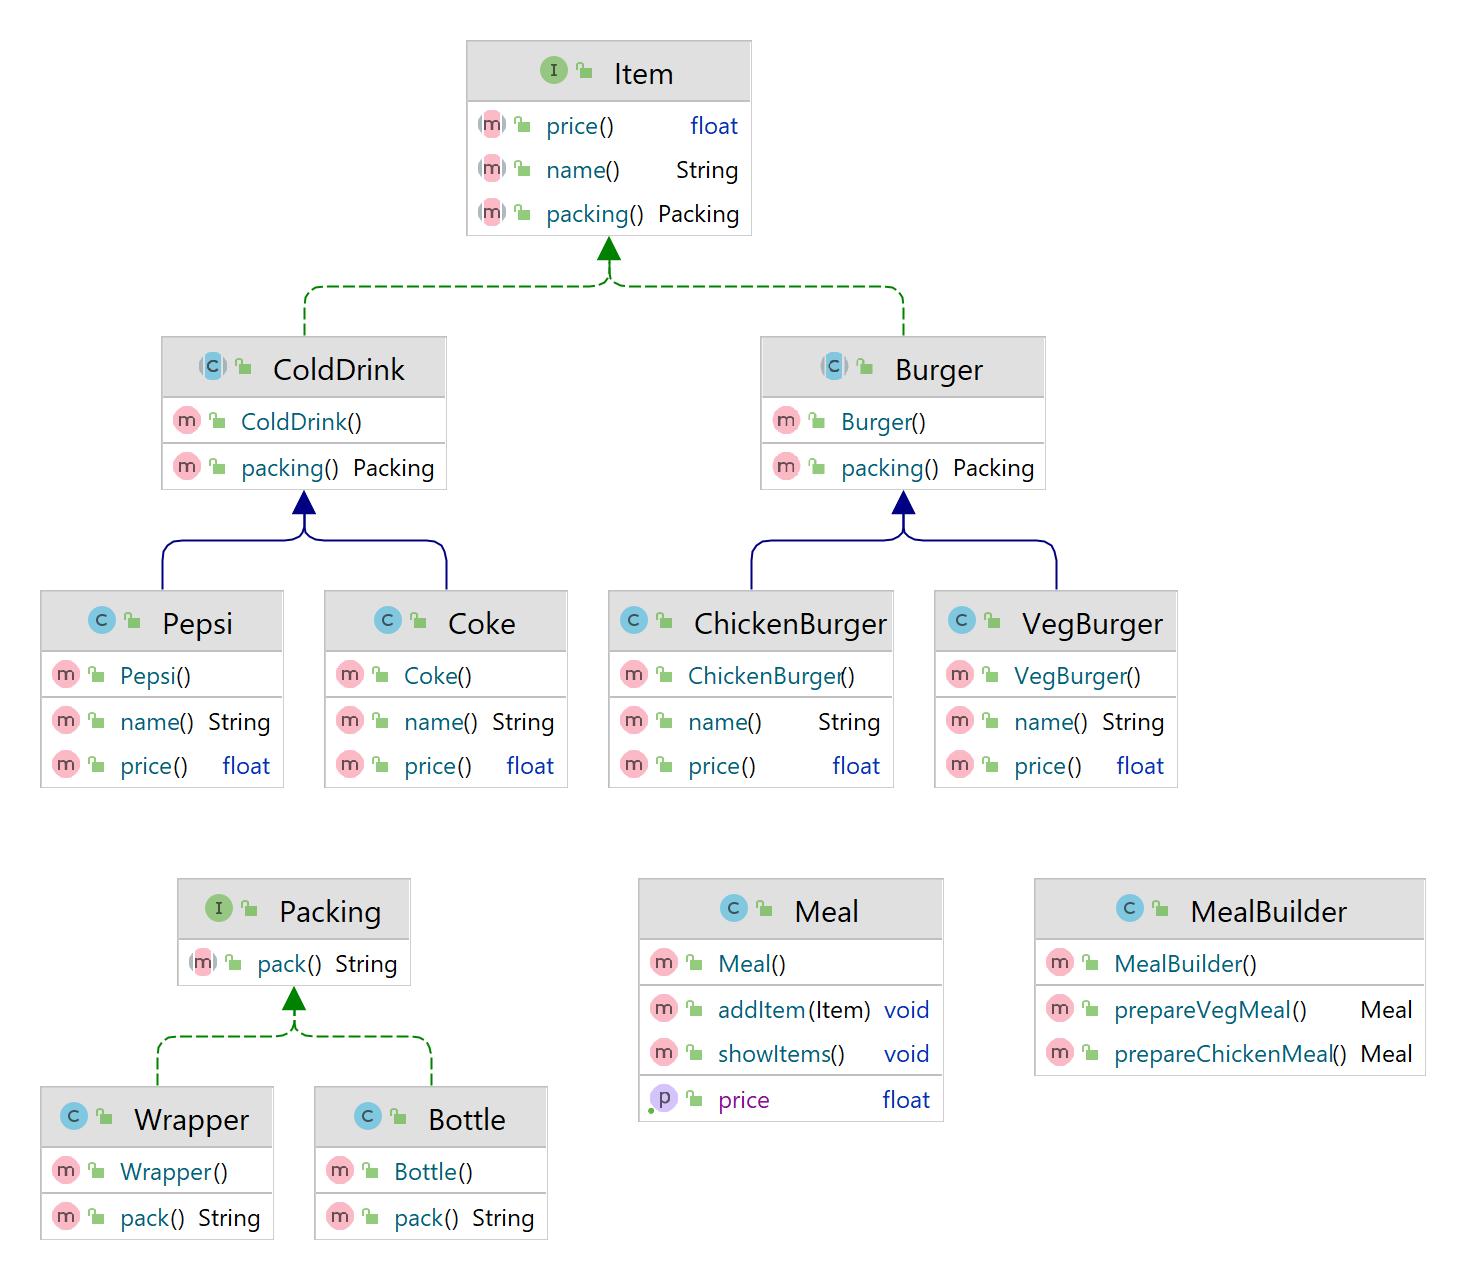 I Item
m price() float
m name() String
m packing() Packing
C ColdDrink
m ColdDrink()
m packing() Packing
C Burger
m Burger()
m packing() Packing
C Pepsi
m Pepsi()
m name() String
m price() float
C Coke
m Coke()
m name() String
m price() float
C ChickenBurger
m ChickenBurger()
m name() String
m price() float
C VegBurger
m VegBurger()
m name() String
m price() float
I Packing
m pack() String
C Wrapper
m Wrapper()
m pack() String
C Bottle
m Bottle()
m pack() String
C Meal
m Meal()
m addItem(Item) void
m showItems() void
p price float
C MealBuilder
m MealBuilder()
m prepareVegMeal() Meal
m prepareChickenMeal() Meal